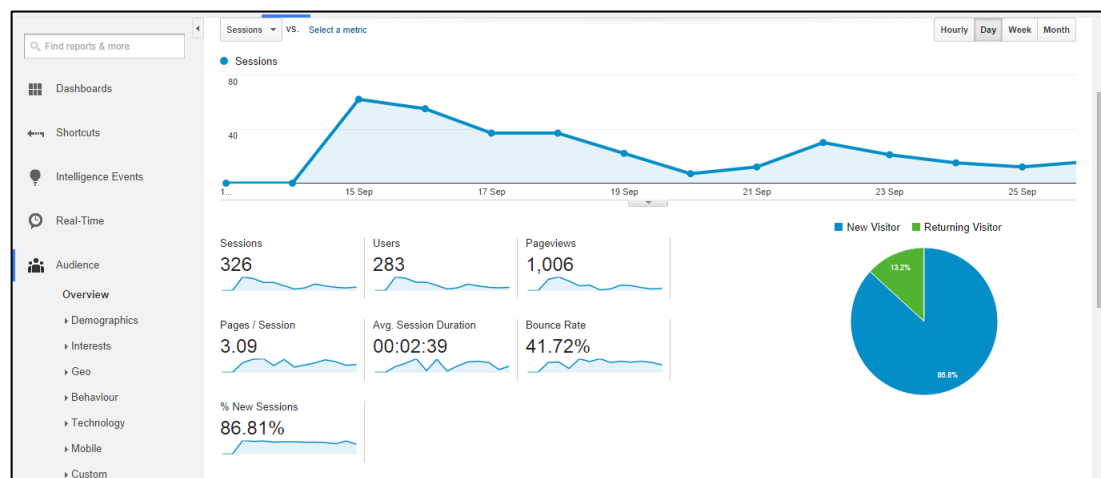 Find reports & more
Dashboards
Shortcuts
Intelligence Events
Real-Time
Audience
Overview
Demographics
Interests
Geo
Behaviour
Technology
Mobile
Custom
Sessions VS. Select a metric
Hourly Day Week Month
Sessions
80
40
1... 15 Sep 17 Sep 19 Sep 21 Sep 23 Sep 25 Sep
New Visitor Returning Visitor
Sessions
326
Users
283
Pageviews
1,006
Pages / Session
3.09
Avg. Session Duration
00:02:39
Bounce Rate
41.72%
% New Sessions
86.81%
13.2%
86.8%